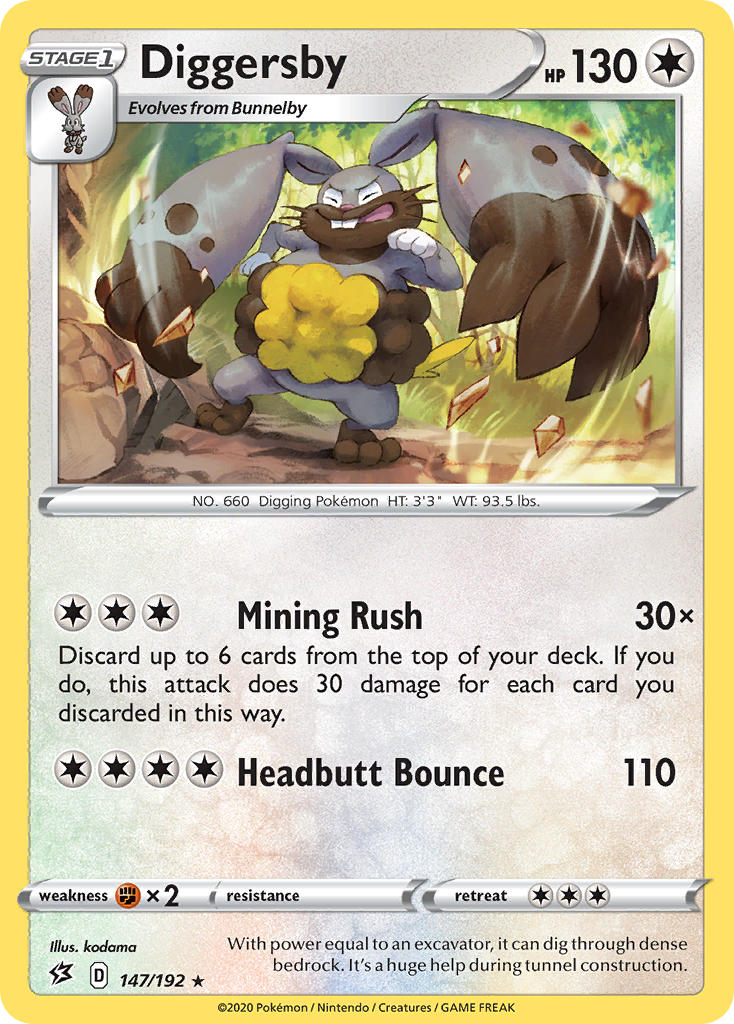 STAGE 1 Diggersby HP 130
Evolves from Bunnelby
NO. 660 Digging Pokémon HT: 3'3" WT: 93.5 lbs.
Mining Rush 30×
Discard up to 6 cards from the top of your deck. If you
do, this attack does 30 damage for each card you
discarded in this way.
Headbutt Bounce 110
weakness ×2 resistance retreat
Illus. kodama
With power equal to an excavator, it can dig through dense
bedrock. It's a huge help during tunnel construction.
D 147/192 ★
©2020 Pokémon / Nintendo / Creatures / GAME FREAK